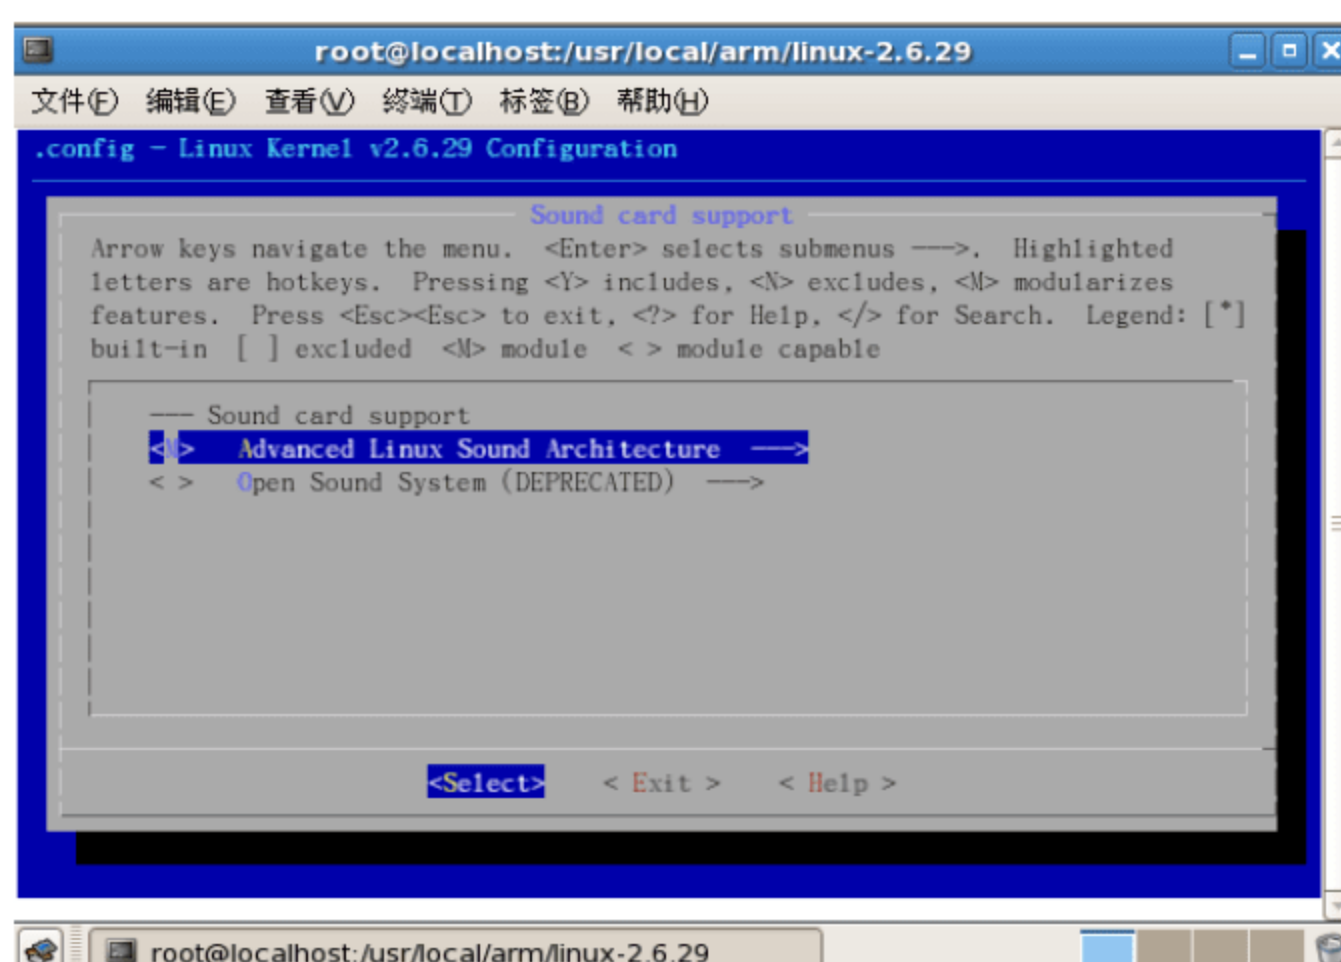 root@localhost:/usr/local/arm/linux-2.6.29
文件(F) 编辑(E) 查看(V) 终端(T) 标签(B) 帮助(H)
.config - Linux Kernel v2.6.29 Configuration
Sound card support
Arrow keys navigate the menu. <Enter> selects submenus --->. Highlighted
letters are hotkeys. Pressing <Y> includes, <N> excludes, <M> modularizes
features. Press <Esc><Esc> to exit, <?> for Help, </> for Search. Legend: [*]
built-in [ ] excluded <M> module < > module capable
--- Sound card support
<M> Advanced Linux Sound Architecture --->
< > Open Sound System (DEPRECATED) --->
<Select> < Exit > < Help >
root@localhost:/usr/local/arm/linux-2.6.29